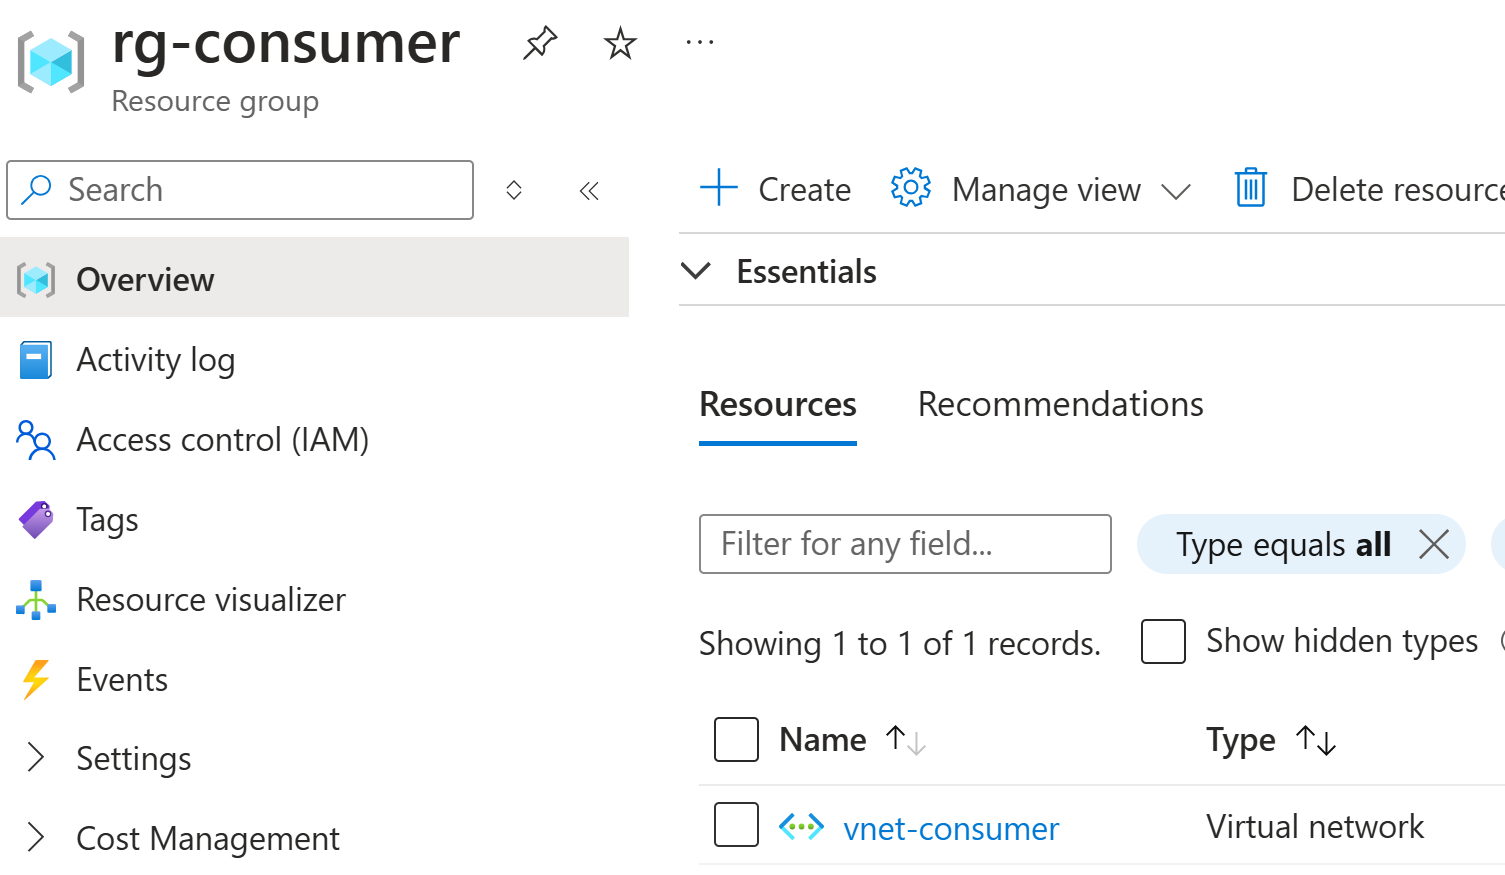 rg-consumer
Resource group
Search
Overview
Activity log
Access control (IAM)
Tags
Resource visualizer
Events
Settings
Cost Management
Create
Manage view
Delete resource
Essentials
Resources
Recommendations
Filter for any field...
Type equals all
Showing 1 to 1 of 1 records.
Show hidden types
Name
Type
vnet-consumer
Virtual network